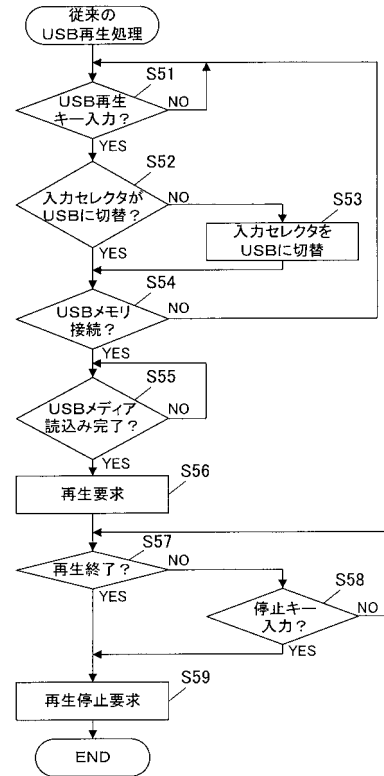 従来の
USB再生処理
S51
USB再生
キー入力？
NO
YES
S52
入力セレクタが
USBに切替？
NO
YES
S53
入力セレクタを
USBに切替
S54
USBメモリ
接続？
NO
YES
S55
USBメディア
読込み完了？
NO
YES
S56
再生要求
S57
再生終了？
NO
YES
S58
停止キー
入力？
NO
YES
S59
再生停止要求
END